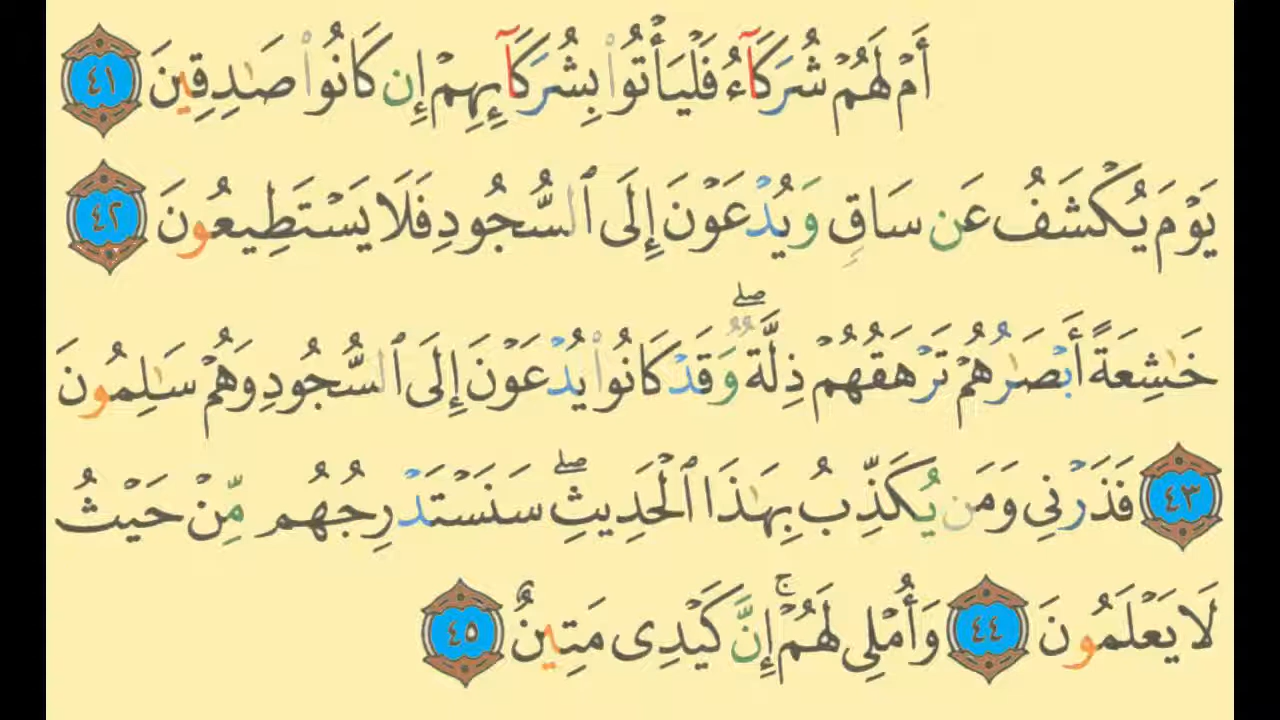 أَمْ لَهُمْ شُرَكَآءُ فَلْيَأْتُوا۟ بِشُرَكَآئِهِمْ إِن كَانُوا۟ صَـٰدِقِينَ ٤١
يَوْمَ يُكْشَفُ عَن سَاقٍ وَيُدْعَوْنَ إِلَى ٱلسُّجُودِ فَلَا يَسْتَطِيعُونَ ٤٢
خَـٰشِعَةً أَبْصَـٰرُهُمْ تَرْهَقُهُمْ ذِلَّةٌ ۖ وَقَدْ كَانُوا۟ يُدْعَوْنَ إِلَى ٱلسُّجُودِ وَهُمْ سَـٰلِمُونَ
٤٣ فَذَرْنِى وَمَن يُكَذِّبُ بِهَـٰذَا ٱلْحَدِيثِ ۖ سَنَسْتَدْرِجُهُم مِّنْ حَيْثُ
لَا يَعْلَمُونَ ٤٤ وَأُمْلِى لَهُمْ ۚ إِنَّ كَيْدِى مَتِينٌ ٤٥